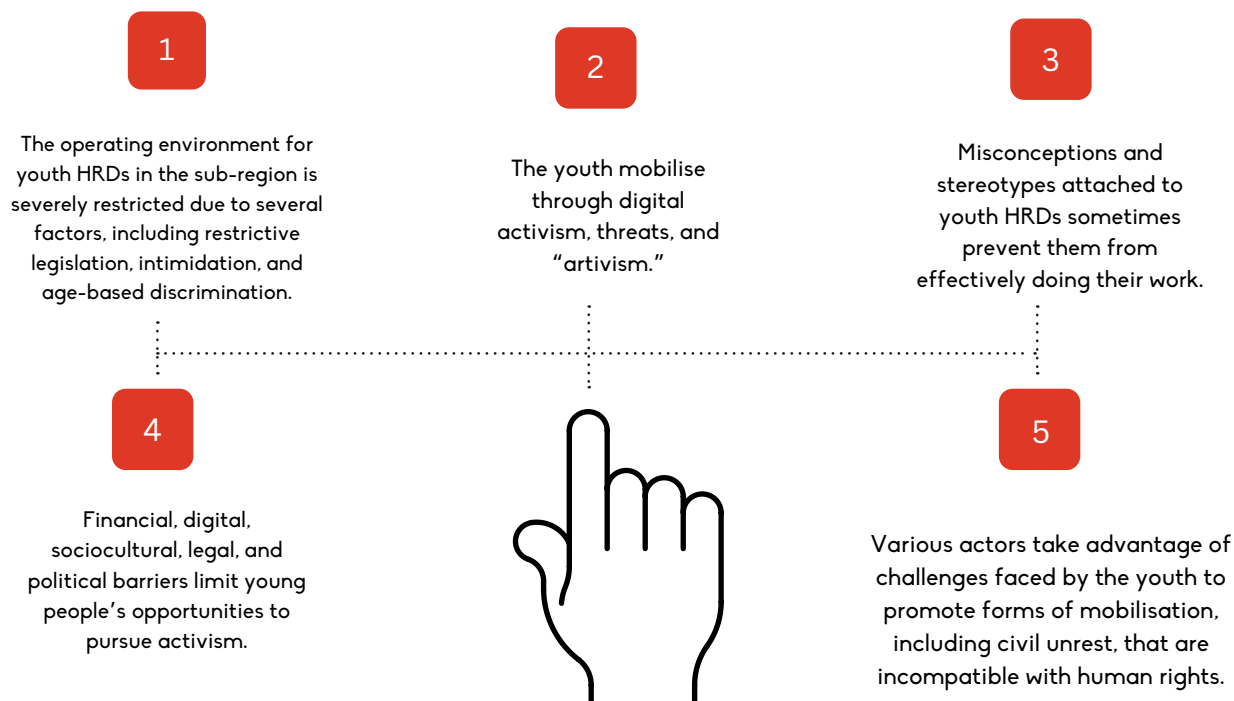 1
The operating environment for
youth HRDs in the sub-region is
severely restricted due to several
factors, including restrictive
legislation, intimidation, and
age-based discrimination.
2
The youth mobilise
through digital
activism, threats, and
“artivism.”
3
Misconceptions and
stereotypes attached to
youth HRDs sometimes
prevent them from
effectively doing their work.
4
Financial, digital,
sociocultural, legal, and
political barriers limit young
people’s opportunities to
pursue activism.
5
Various actors take advantage of
challenges faced by the youth to
promote forms of mobilisation,
including civil unrest, that are
incompatible with human rights.